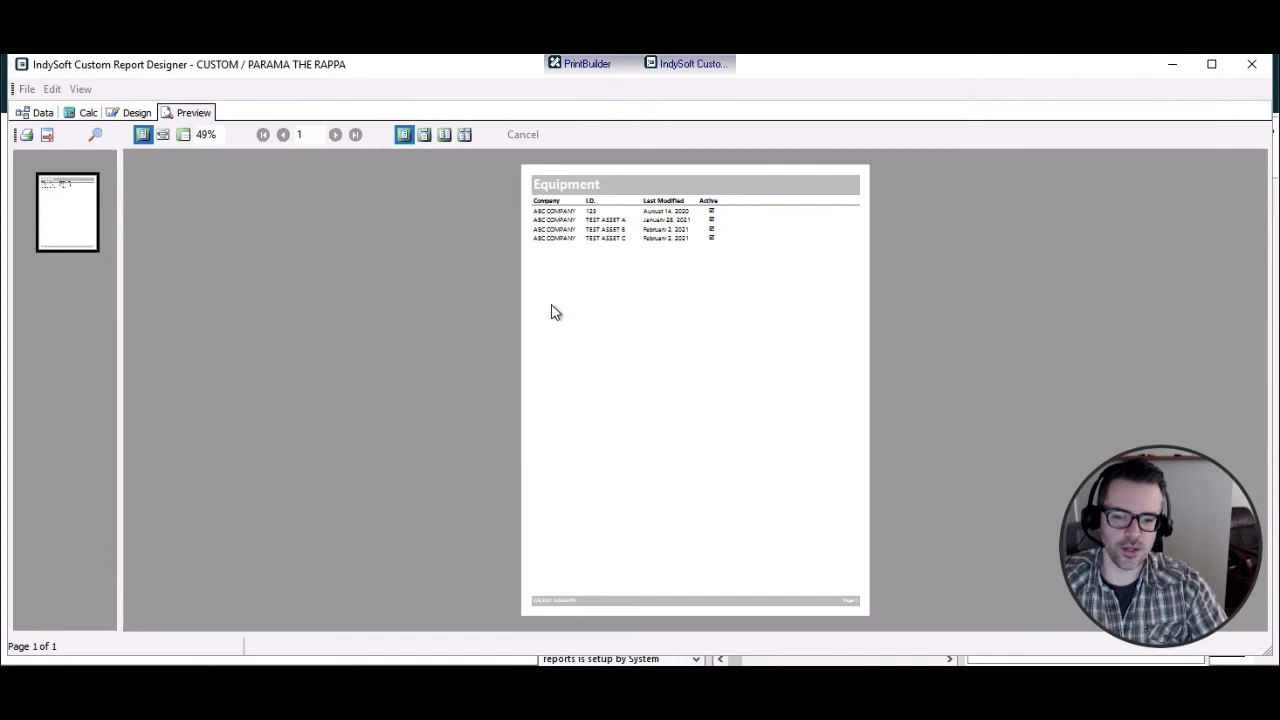 IndySoft Custom Report Designer - CUSTOM / PARAMA THE RAPPA
PrintBuilder
IndySoft Custo...
File Edit View
Data Calc Design Preview
49% 1 Cancel
Equipment
Company I.D. Last Modified Active
ABC COMPANY 123 August 14, 2020
ABC COMPANY TEST ASSET A January 28, 2021
ABC COMPANY TEST ASSET B February 2, 2021
ABC COMPANY TEST ASSET C February 2, 2021
Page 1
Page 1 of 1
reports is setup by System